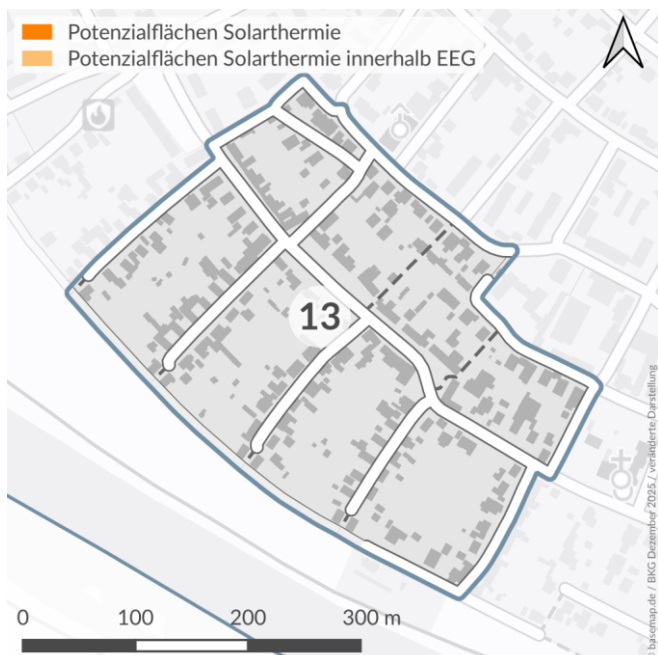 Potenzialflächen Solarthermie
Potenzialflächen Solarthermie innerhalb EEG
13
0 100 200 300 m
© basemap.de / BKG Dezember 2025 / veränderte Darstellung